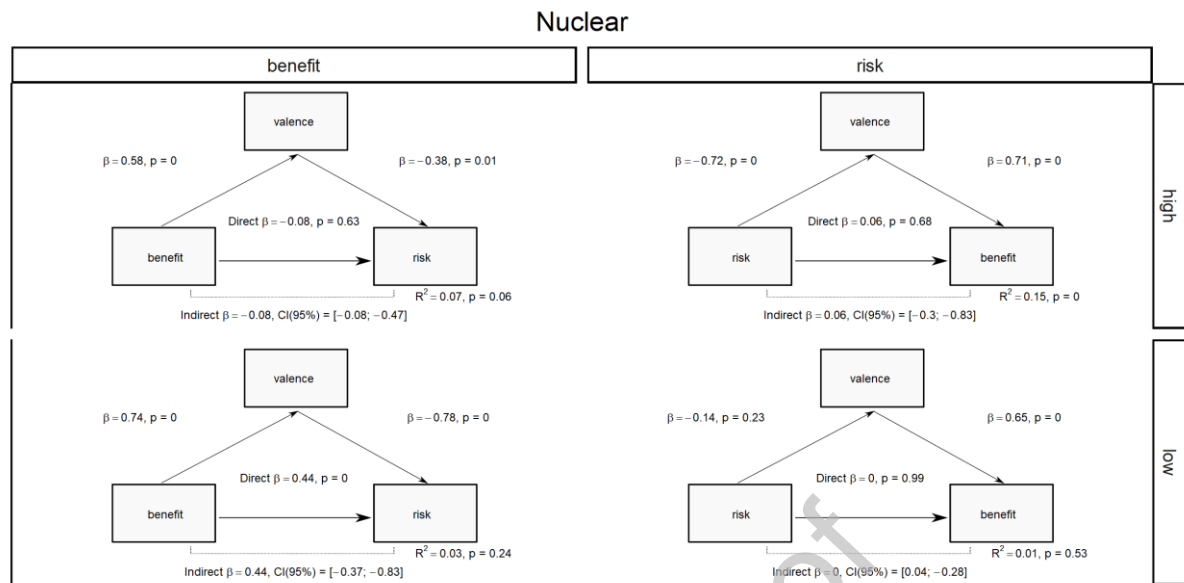 Nuclear
benefit
risk
high
valence
β = 0.58, p = 0
β = −0.38, p = 0.01
Direct β = −0.08, p = 0.63
benefit
risk
R² = 0.07, p = 0.06
Indirect β = −0.08, CI(95%) = [−0.08; −0.47]
valence
β = −0.72, p = 0
β = 0.71, p = 0
Direct β = 0.06, p = 0.68
risk
benefit
R² = 0.15, p = 0
Indirect β = 0.06, CI(95%) = [−0.3; −0.83]
low
valence
β = 0.74, p = 0
β = −0.78, p = 0
Direct β = 0.44, p = 0
benefit
risk
R² = 0.03, p = 0.24
Indirect β = 0.44, CI(95%) = [−0.37; −0.83]
valence
β = −0.14, p = 0.23
β = 0.65, p = 0
Direct β = 0, p = 0.99
risk
benefit
R² = 0.01, p = 0.53
Indirect β = 0, CI(95%) = [0.04; −0.28]
of